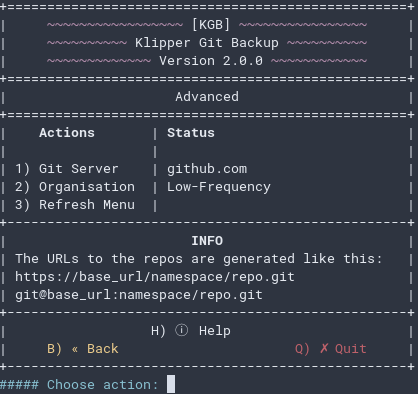 +==================================================+
| ~~~~~~~~~~~~~~~~~ [KGB] ~~~~~~~~~~~~~~~~ |
| ~~~~~~~~~~ Klipper Git Backup ~~~~~~~~~~ |
| ~~~~~~~~~~~~~ Version 2.0.0 ~~~~~~~~~~~~ |
+==================================================+
| Advanced |
+==================================================+
| Actions | Status |
| | |
| 1) Git Server | github.com |
| 2) Organisation | Low-Frequency |
| 3) Refresh Menu | |
+--------------------------------------------------+
| INFO |
| The URLs to the repos are generated like this: |
| https://base_url/namespace/repo.git |
| git@base_url:namespace/repo.git |
+--------------------------------------------------+
| H) ⓘ Help |
| B) « Back Q) ✗ Quit |
+--------------------------------------------------+
##### Choose action: